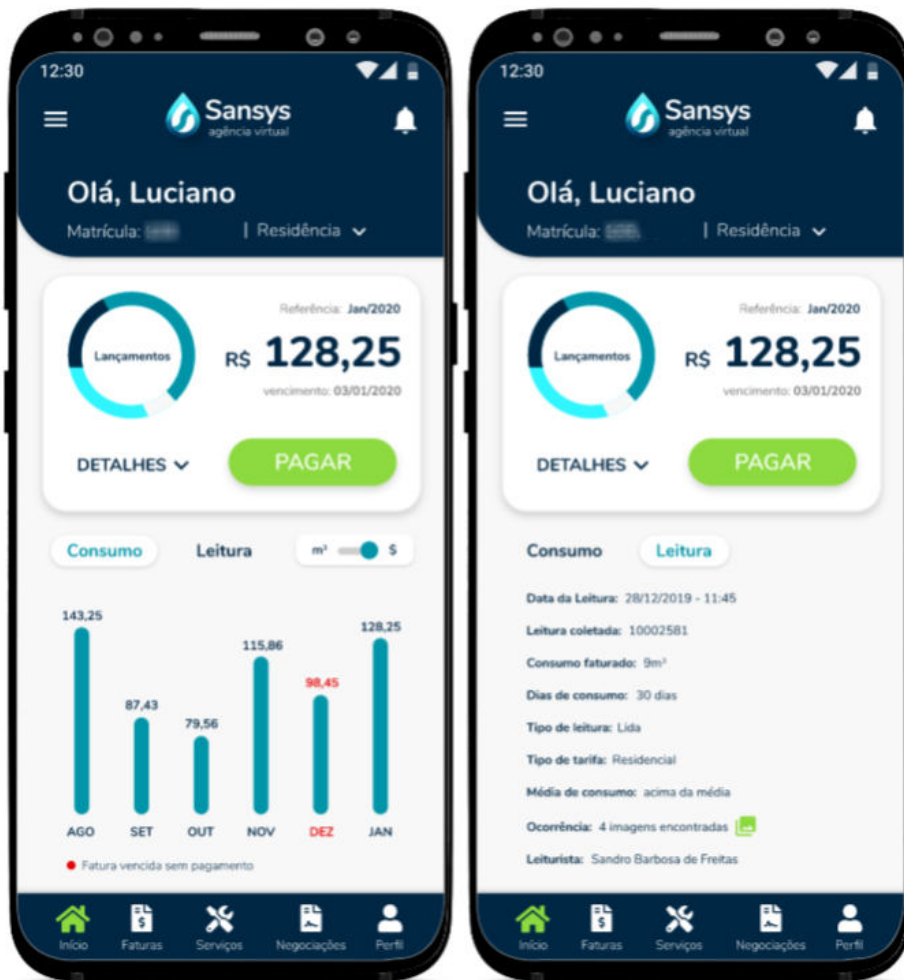 12:30
Sansys
agência virtual
Olá, Luciano
Matrícula:
| Residência
Lançamentos
Referência: Jan/2020
R$ 128,25
vencimento: 03/01/2020
DETALHES
PAGAR
Consumo
Leitura
m³
$
143,25
87,43
79,56
115,86
98,45
128,25
AGO
SET
OUT
NOV
DEZ
JAN
Fatura vencida sem pagamento
Início
Faturas
Serviços
Negociações
Perfil
12:30
Sansys
agência virtual
Olá, Luciano
Matrícula:
| Residência
Lançamentos
Referência: Jan/2020
R$ 128,25
vencimento: 03/01/2020
DETALHES
PAGAR
Consumo
Leitura
Data da Leitura: 28/12/2019 - 11:45
Leitura coletada: 10002581
Consumo faturado: 9m³
Dias de consumo: 30 dias
Tipo de leitura: Lida
Tipo de tarifa: Residencial
Média de consumo: acima da média
Ocorrência: 4 imagens encontradas
Leiturista: Sandro Barbosa de Freitas
Início
Faturas
Serviços
Negociações
Perfil